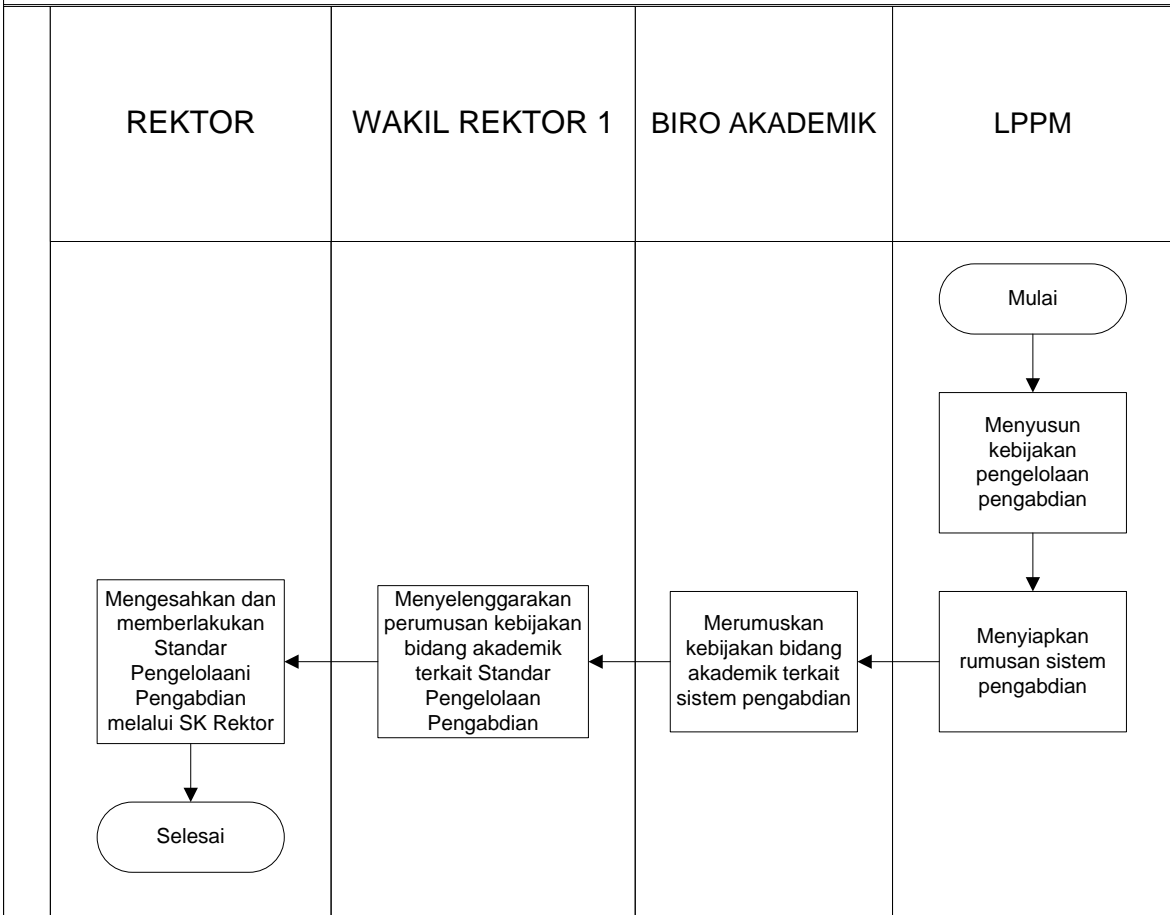 REKTOR
WAKIL REKTOR 1
BIRO AKADEMIK
LPPM
Mulai
Menyusun
kebijakan
pengelolaan
pengabdian
Menyiapkan
rumusan sistem
pengabdian
Merumuskan
kebijakan bidang
akademik terkait
sistem pengabdian
Menyelenggarakan
perumusan kebijakan
bidang akademik
terkait Standar
Pengelolaan
Pengabdian
Mengesahkan dan
memberlakukan
Standar
Pengelolaani
Pengabdian
melalui SK Rektor
Selesai